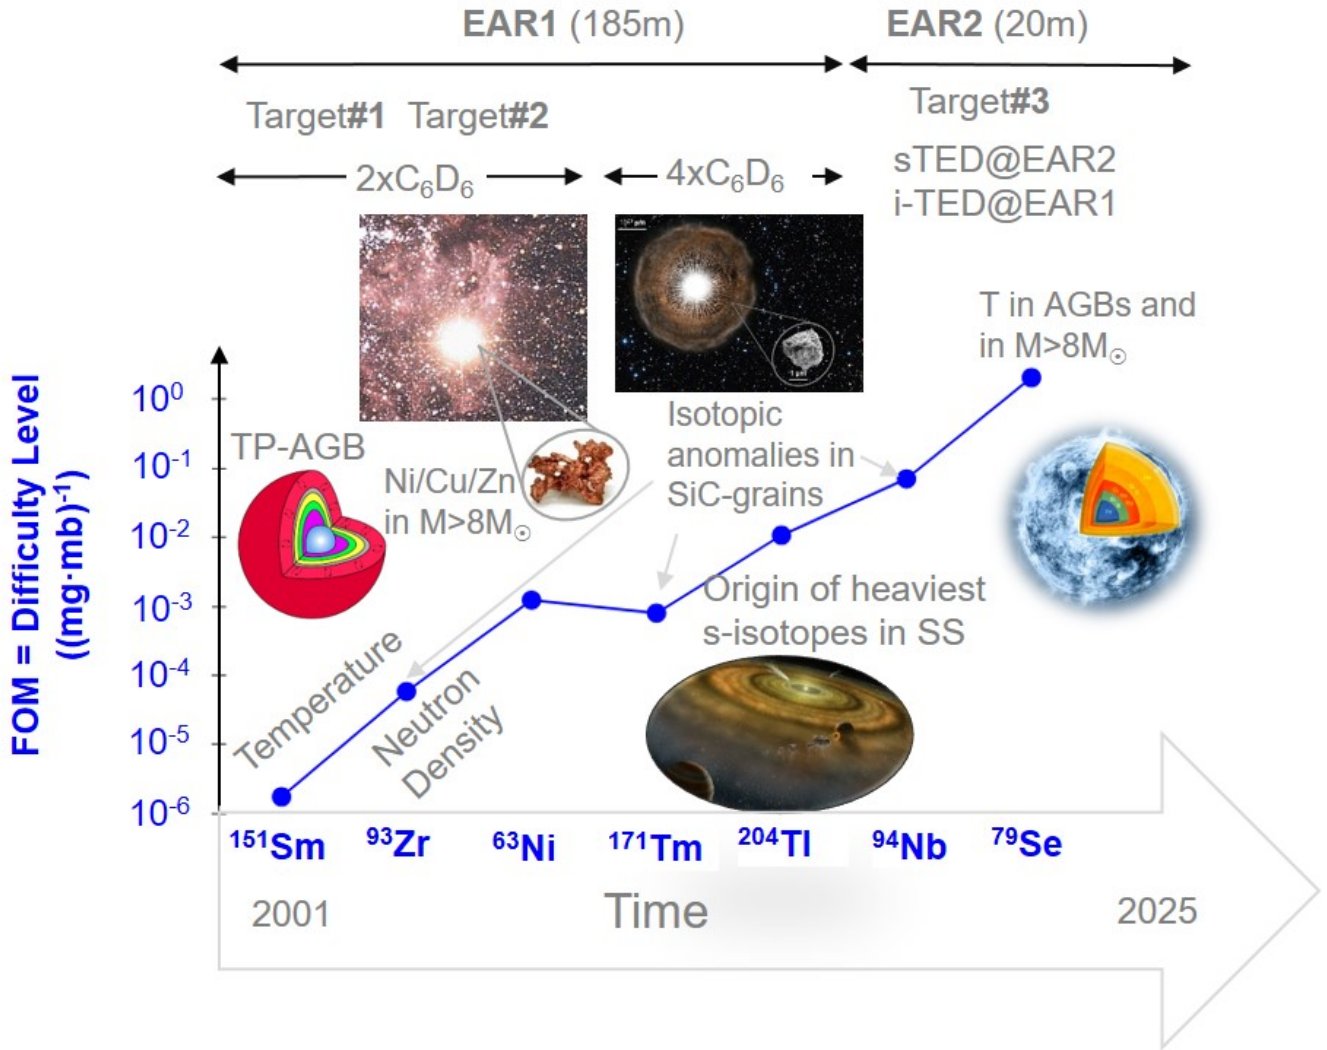 EAR1 (185m) EAR2 (20m)
Target#1 Target#2 Target#3
2xC₆D₆ 4xC₆D₆
sTED@EAR2
i-TED@EAR1
T in AGBs and
in M>8M☉
FOM = Difficulty Level
((mg·mb)⁻¹)
10⁰
10⁻¹
10⁻²
10⁻³
10⁻⁴
10⁻⁵
10⁻⁶
TP-AGB
Ni/Cu/Zn
in M>8M☉
1 µm
Isotopic
anomalies in
SiC-grains
Origin of heaviest
s-isotopes in SS
Temperature
Neutron
Density
¹⁵¹Sm ⁹³Zr ⁶³Ni ¹⁷¹Tm ²⁰⁴Tl ⁹⁴Nb ⁷⁹Se
2001 Time 2025